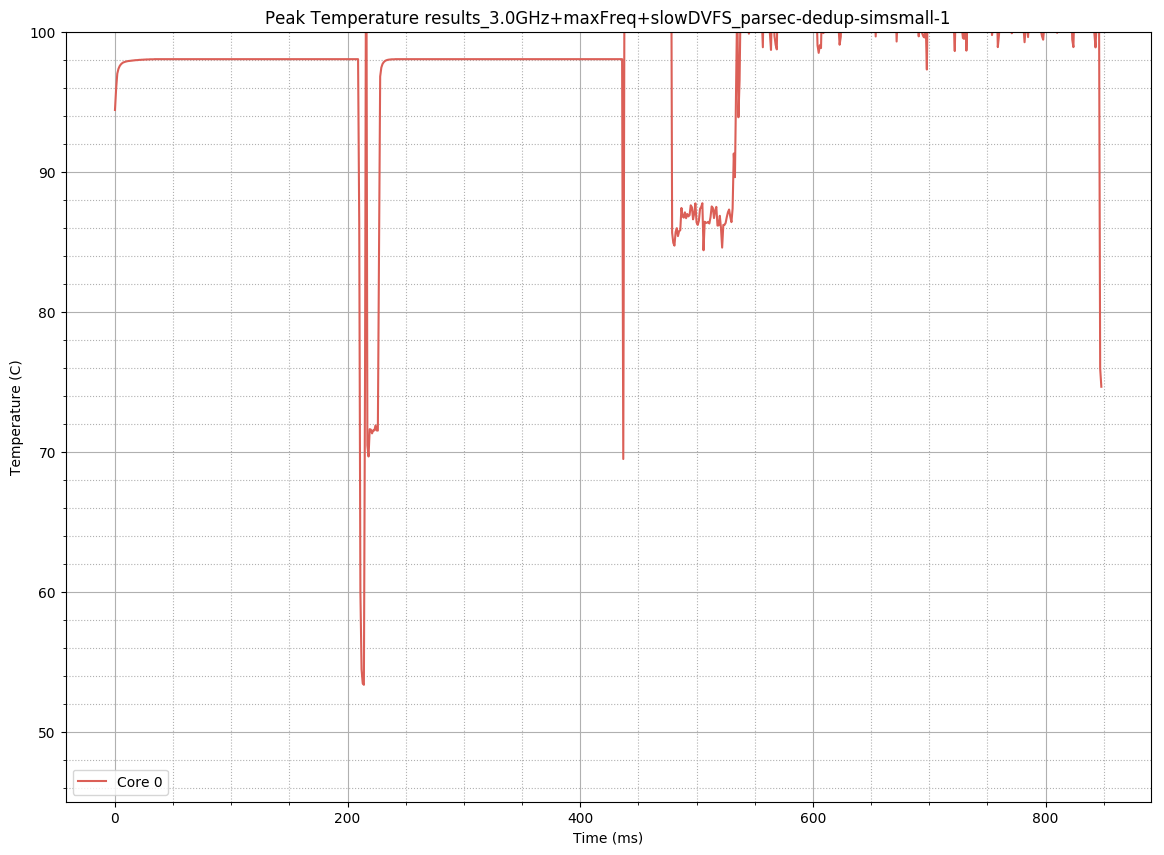 Peak Temperature results_3.0GHz+maxFreq+slowDVFS_parsec-dedup-simsmall-1
100
90
80
70
60
50
Temperature (C)
Core 0
0
200
400
600
800
Time (ms)